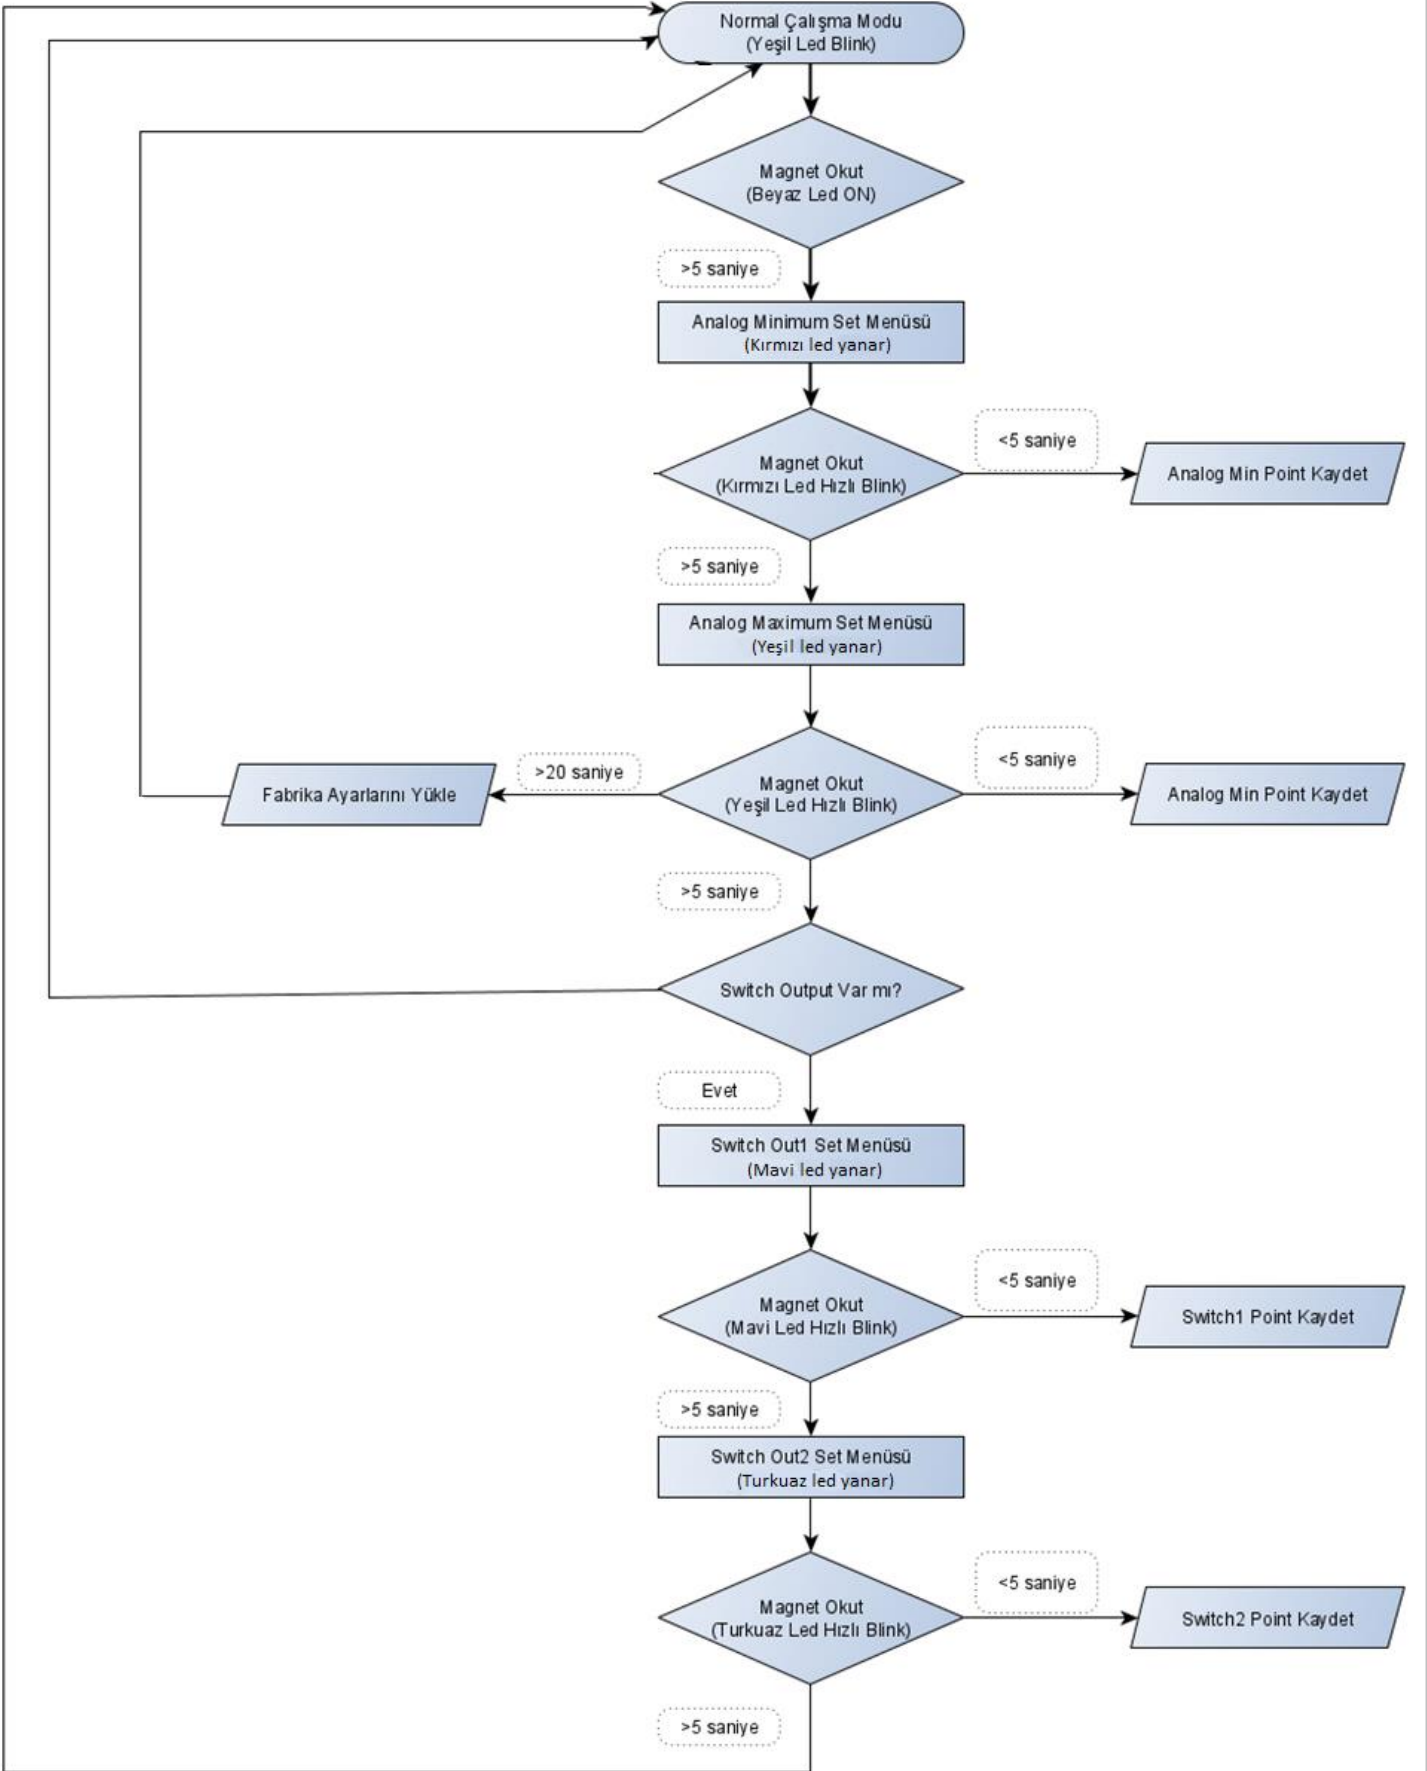 Normal Çalışma Modu
(Yeşil Led Blink)
Magnet Okut
(Beyaz Led ON)
>5 saniye
Analog Minimum Set Menüsü
(Kırmızı led yanar)
<5 saniye
Magnet Okut
(Kırmızı Led Hızlı Blink)
Analog Min Point Kaydet
>5 saniye
Analog Maximum Set Menüsü
(Yeşil led yanar)
<5 saniye
>20 saniye
Fabrika Ayarlarını Yükle
Magnet Okut
(Yeşil Led Hızlı Blink)
Analog Min Point Kaydet
>5 saniye
Switch Output Var mı?
Evet
Switch Out1 Set Menüsü
(Mavi led yanar)
<5 saniye
Magnet Okut
(Mavi Led Hızlı Blink)
Switch1 Point Kaydet
>5 saniye
Switch Out2 Set Menüsü
(Turkuaz led yanar)
<5 saniye
Magnet Okut
(Turkuaz Led Hızlı Blink)
Switch2 Point Kaydet
>5 saniye